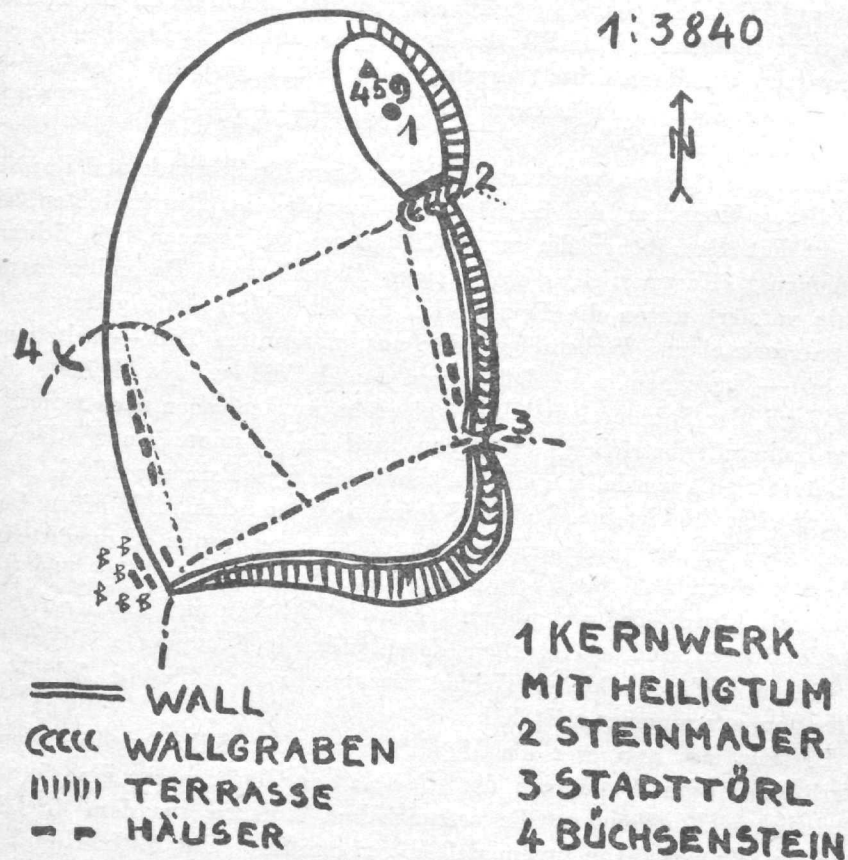 1:3840
N
459
1
2
4
3
WALL
WALLGRABEN
TERRASSE
HÄUSER
1 KERNWERK
MIT HEILIGTUM
2 STEINMAUER
3 STADTTÖRL
4 BÜCHSENSTEIN